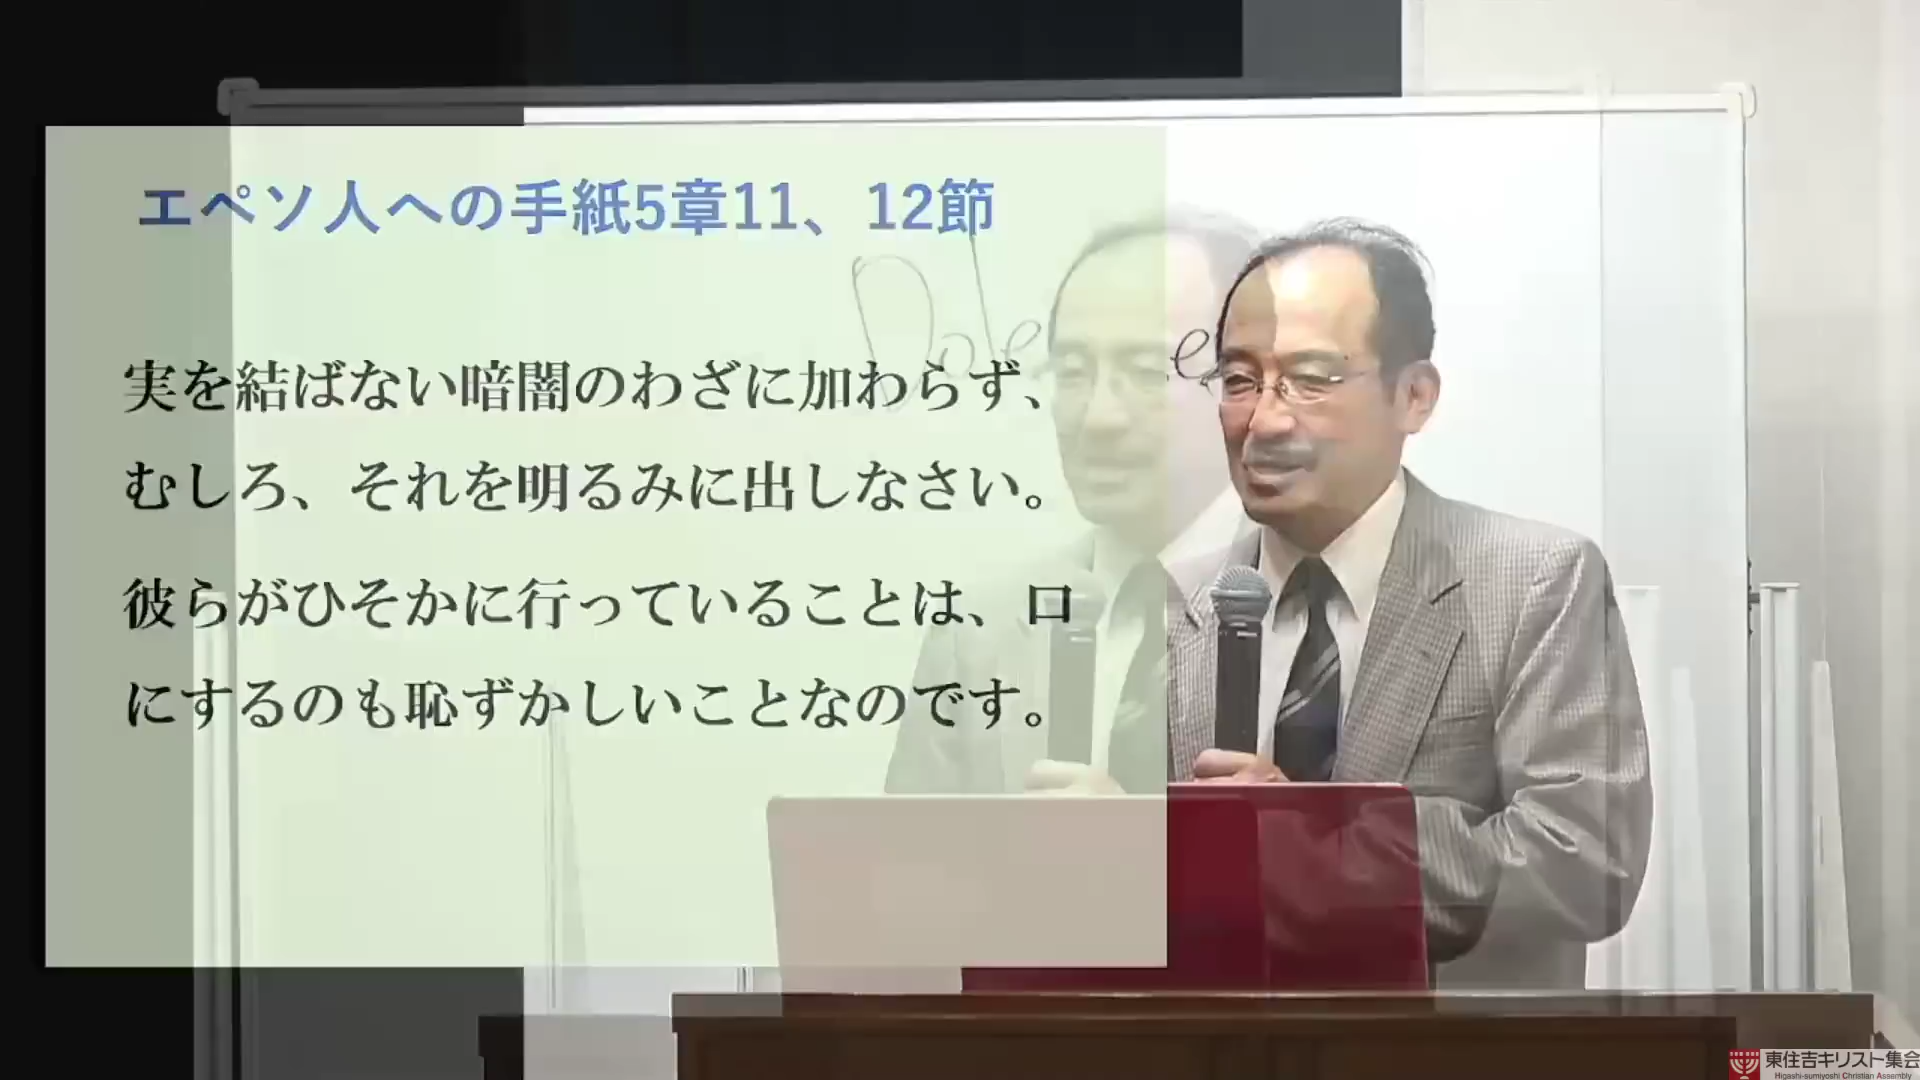 エペソ人への手紙5章11、12節
実を結ばない暗闇のわざに加わらず、
むしろ、それを明るみに出しなさい。
彼らがひそかに行っていることは、口
にするのも恥ずかしいことなのです。
東住吉キリスト集会
Higashi-sumiyoshi Christian Assembly